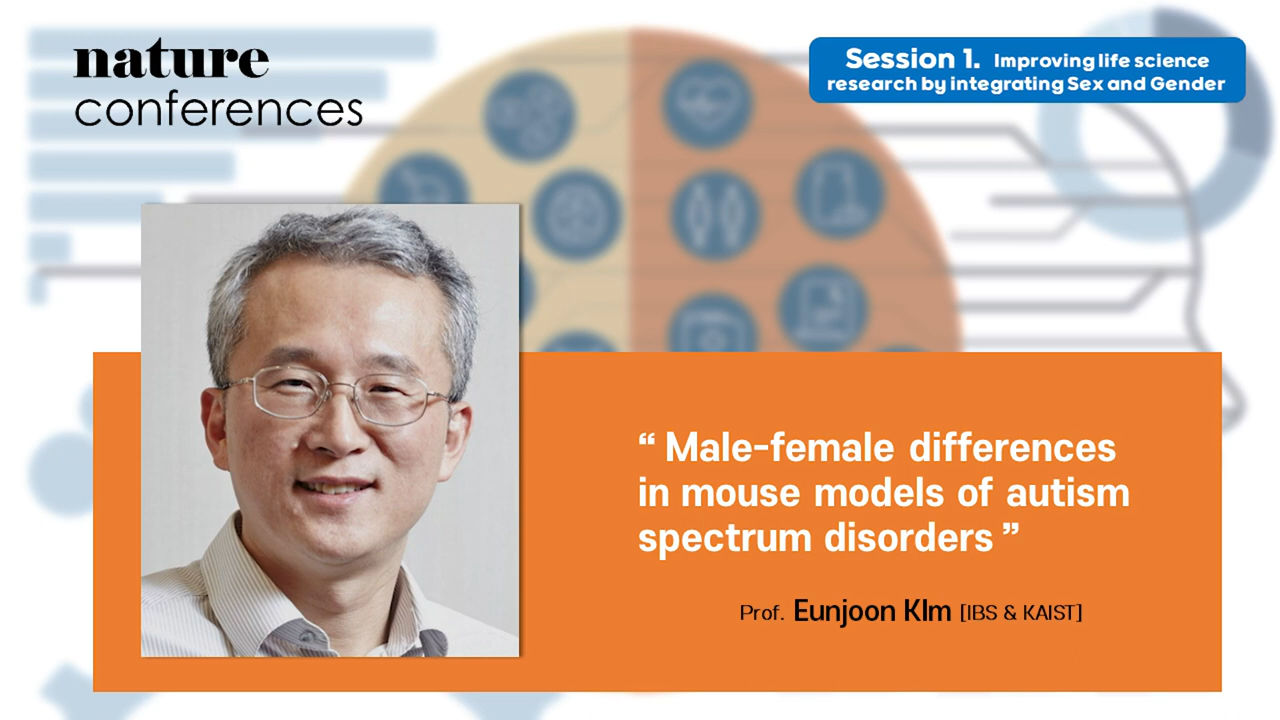 nature
conferences
Session 1. Improving life science
research by integrating Sex and Gender
“ Male-female differences
in mouse models of autism
spectrum disorders ”
Prof. Eunjoon KIm [IBS & KAIST]